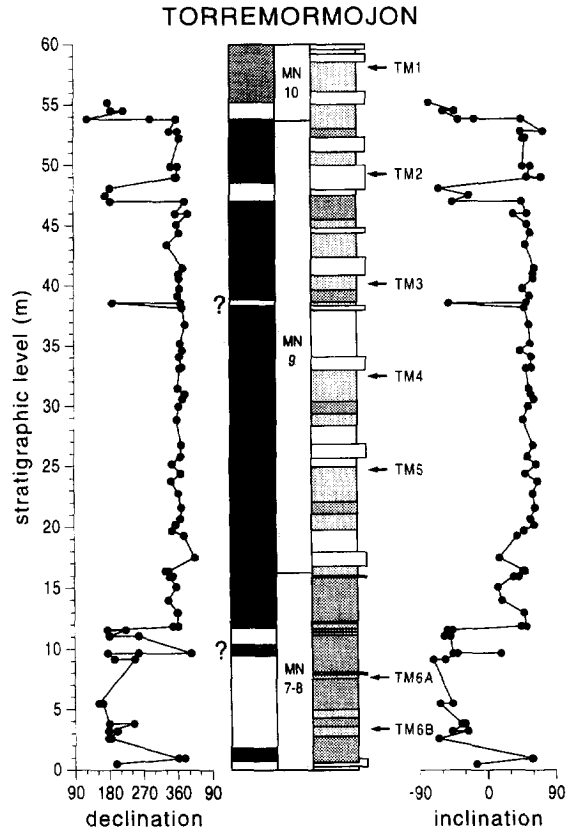 TORREMORMOJON
60
55
50
45
40
35
30
25
20
15
10
5
0
stratigraphic level (m)
90 180 270 360 90
declination
?
?
MN
10
MN
9
MN
7-8
TM1
TM2
TM3
TM4
TM5
TM6A
TM6B
-90 0 90
inclination